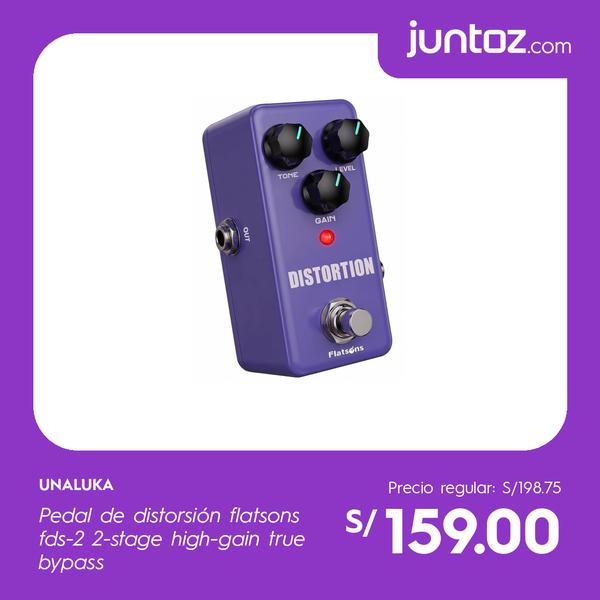 juntoz.com
TONE
LEVEL
GAIN
OUT
DISTORTION
Flatsons
UNALUKA
Pedal de distorsión flatsons
fds-2 2-stage high-gain true
bypass
Precio regular: S/198.75
S/159.00